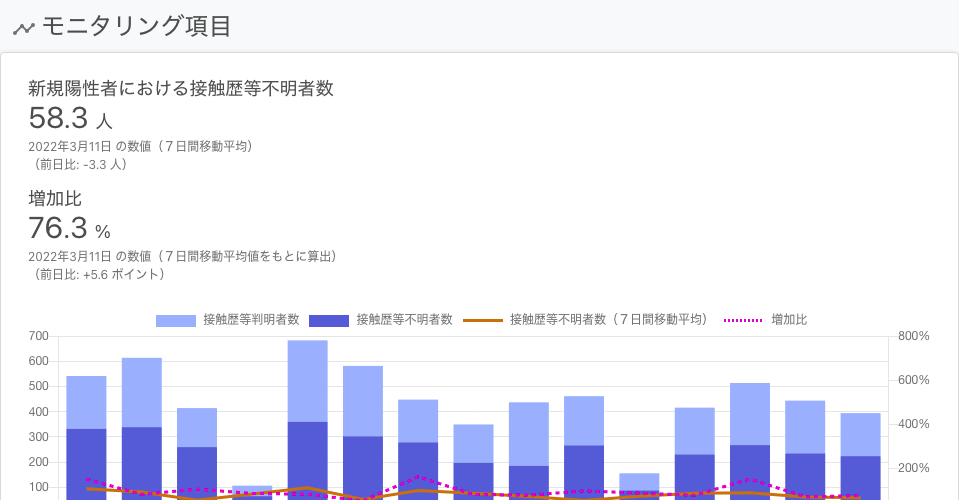 モニタリング項目
新規陽性者における接触歴等不明者数
58.3 人
2022年3月11日 の数値（７日間移動平均）
（前日比: -3.3 人）
増加比
76.3 %
2022年3月11日 の数値（７日間移動平均値をもとに算出）
（前日比: +5.6 ポイント）
接触歴等判明者数 接触歴等不明者数 接触歴等不明者数（７日間移動平均） 増加比
700 800%
600
600%
500
400 400%
300
200 200%
100